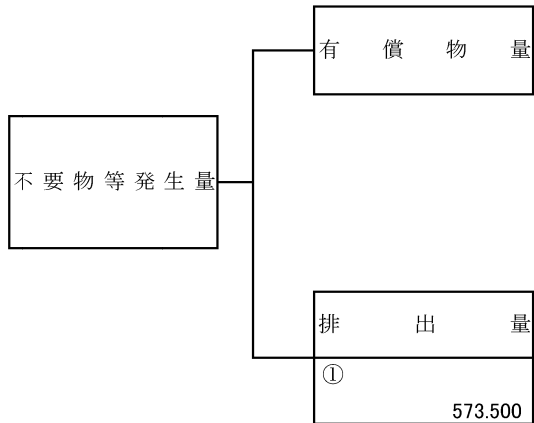 有償物量
不要物等発生量
排出量
①
573.500